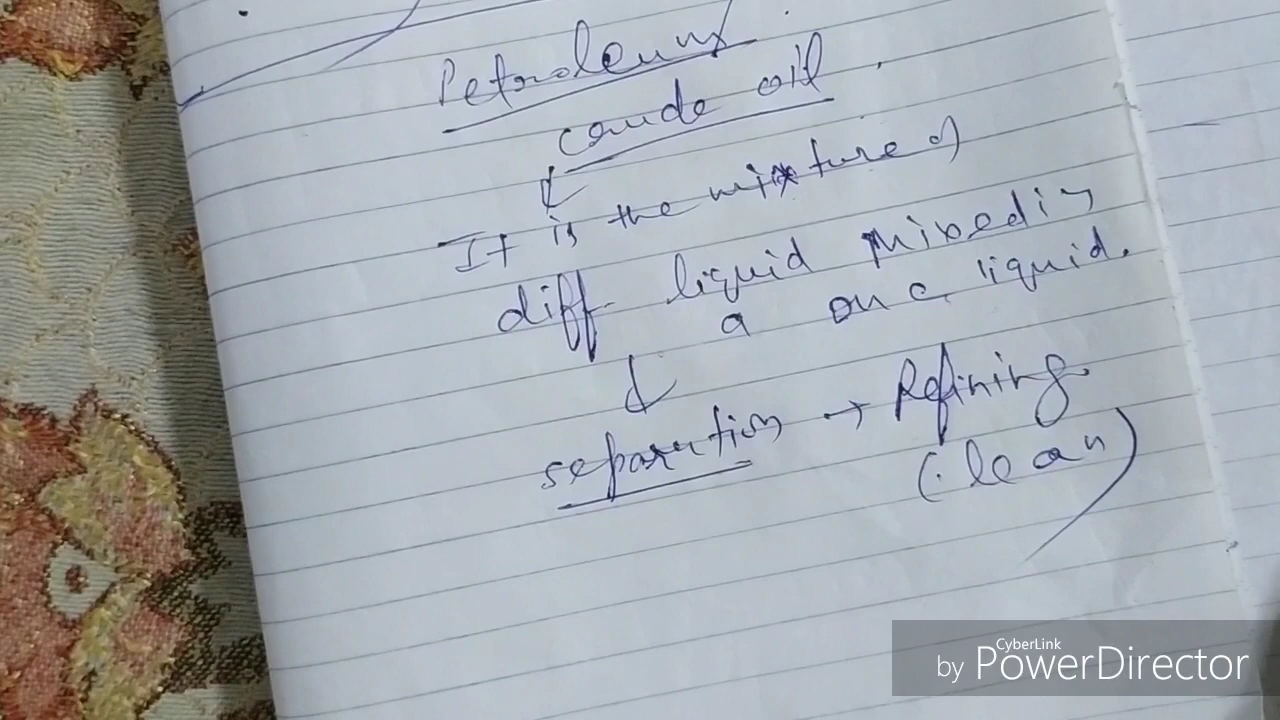 Petroleum
crude oil
It is the mixture of
diff. liquid mixed in
a one liquid.
separation → Refining
(clean)
by CyberLink PowerDirector